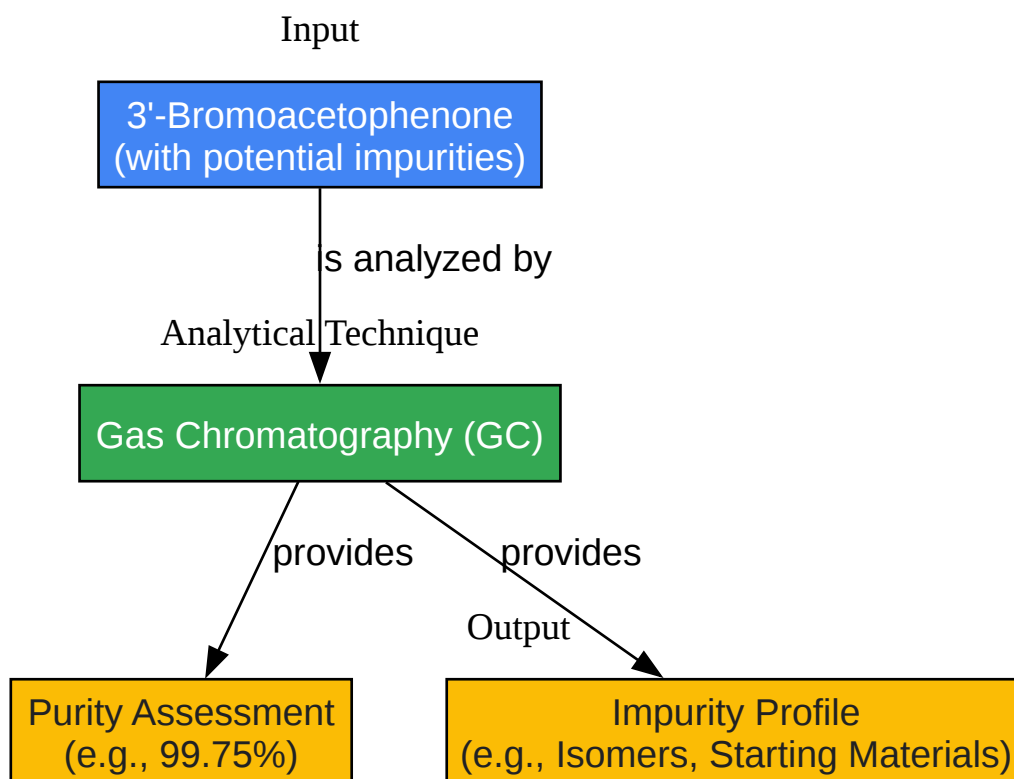 Input
3'-Bromoacetophenone
(with potential impurities)
is analyzed by
Analytical Technique
Gas Chromatography (GC)
provides
provides
Output
Purity Assessment
(e.g., 99.75%)
Impurity Profile
(e.g., Isomers, Starting Materials)